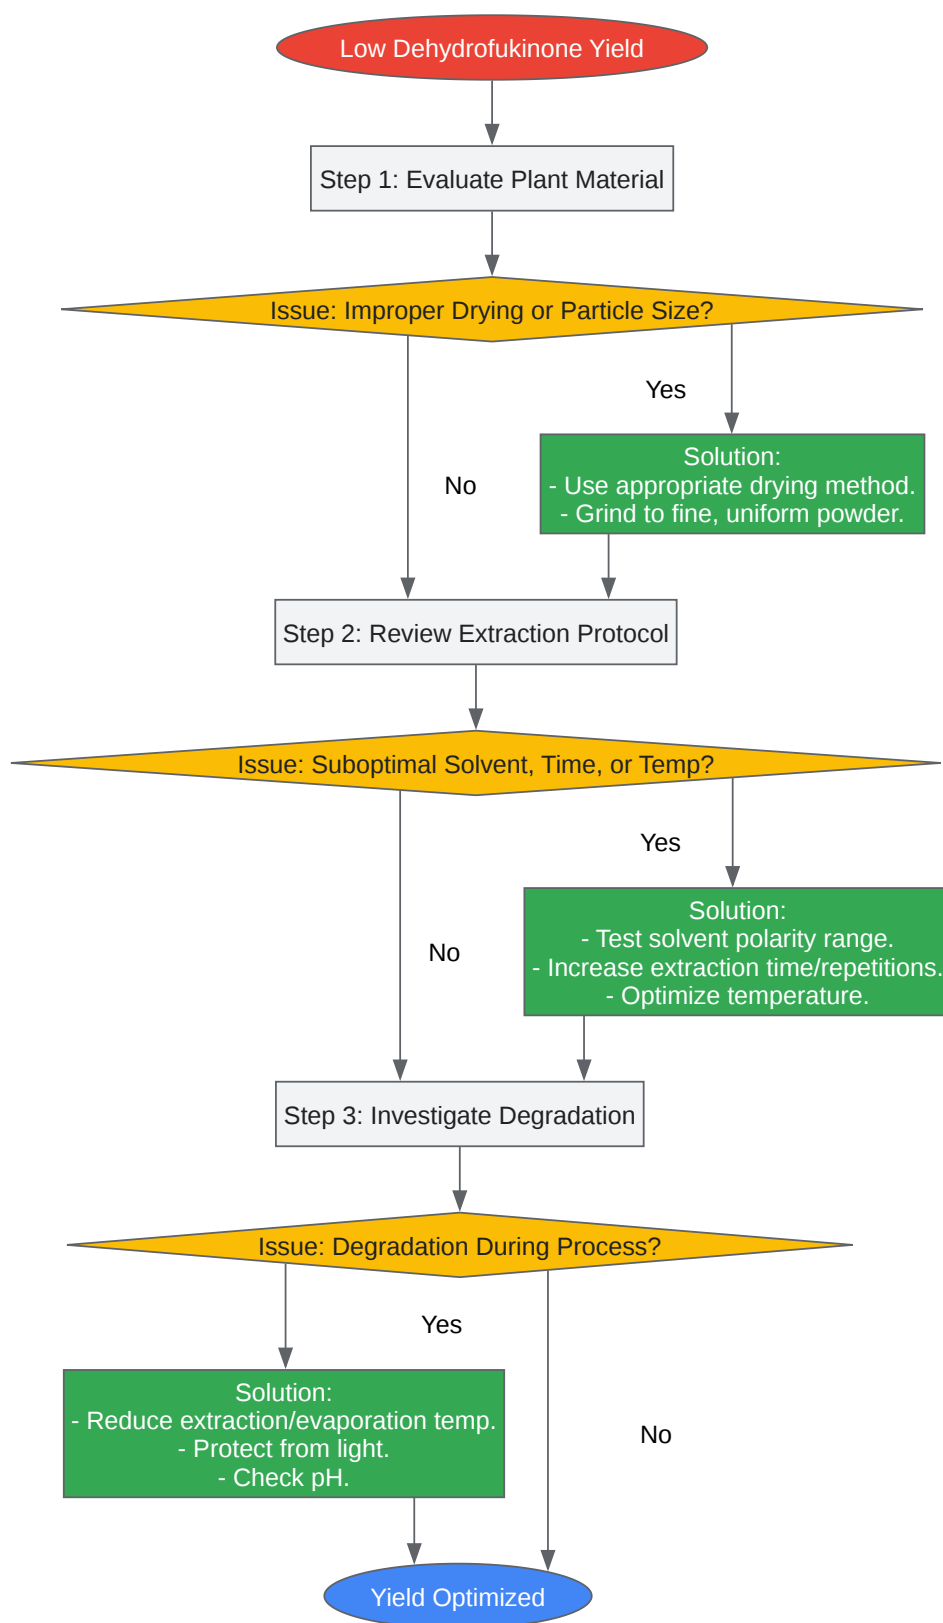 Low Dehydrofukinone Yield
Step 1: Evaluate Plant Material
Issue: Improper Drying or Particle Size?
Yes
No
Solution:
- Use appropriate drying method.
- Grind to fine, uniform powder.
Step 2: Review Extraction Protocol
Issue: Suboptimal Solvent, Time, or Temp?
Yes
No
Solution:
- Test solvent polarity range.
- Increase extraction time/repetitions.
- Optimize temperature.
Step 3: Investigate Degradation
Issue: Degradation During Process?
Yes
No
Solution:
- Reduce extraction/evaporation temp.
- Protect from light.
- Check pH.
Yield Optimized